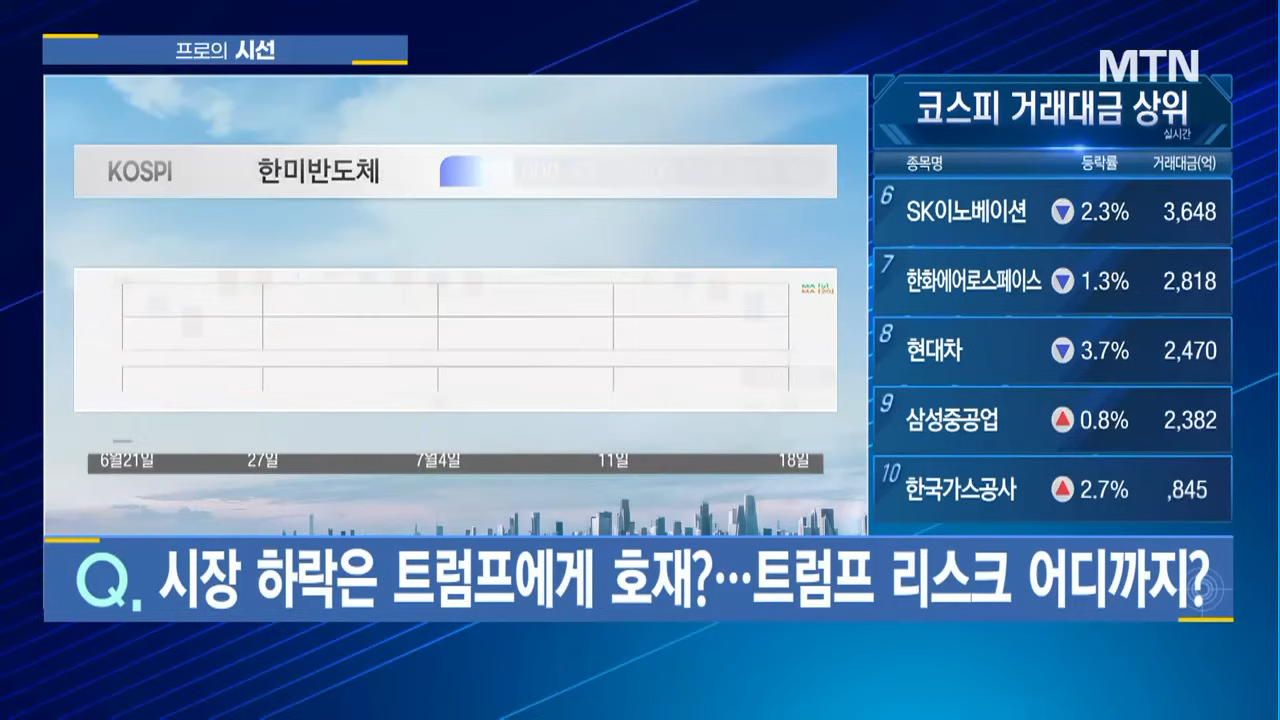 프로의 시선
MTN
KOSPI 한미반도체
6월21일 27일 7월4일 11일 18일
코스피 거래대금 상위
실시간
종목명 등락률 거래대금(억)
6 SK이노베이션 ▼ 2.3% 3,648
7 한화에어로스페이스 ▼ 1.3% 2,818
8 현대차 ▼ 3.7% 2,470
9 삼성중공업 ▲ 0.8% 2,382
10 한국가스공사 ▲ 2.7% ,845
Q. 시장 하락은 트럼프에게 호재?…트럼프 리스크 어디까지?